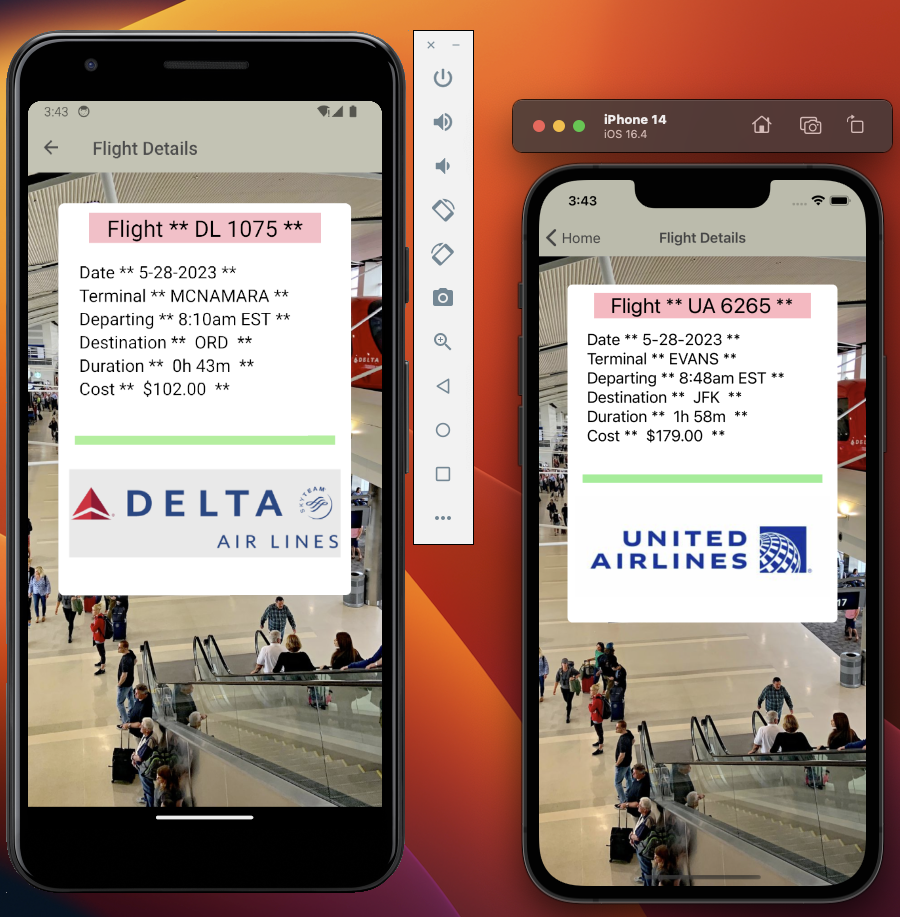 3:43
Flight Details
Flight ** DL 1075 **
Date ** 5-28-2023 **
Terminal ** MCNAMARA **
Departing ** 8:10am EST **
Destination ** ORD **
Duration ** 0h 43m **
Cost ** $102.00 **
DELTA
SKYTEAM
AIR LINES
DELTA
iPhone 14
iOS 16.4
3:43
Home
Flight Details
Flight ** UA 6265 **
Date ** 5-28-2023 **
Terminal ** EVANS **
Departing ** 8:48am EST **
Destination ** JFK **
Duration ** 1h 58m **
Cost ** $179.00 **
UNITED
AIRLINES
17